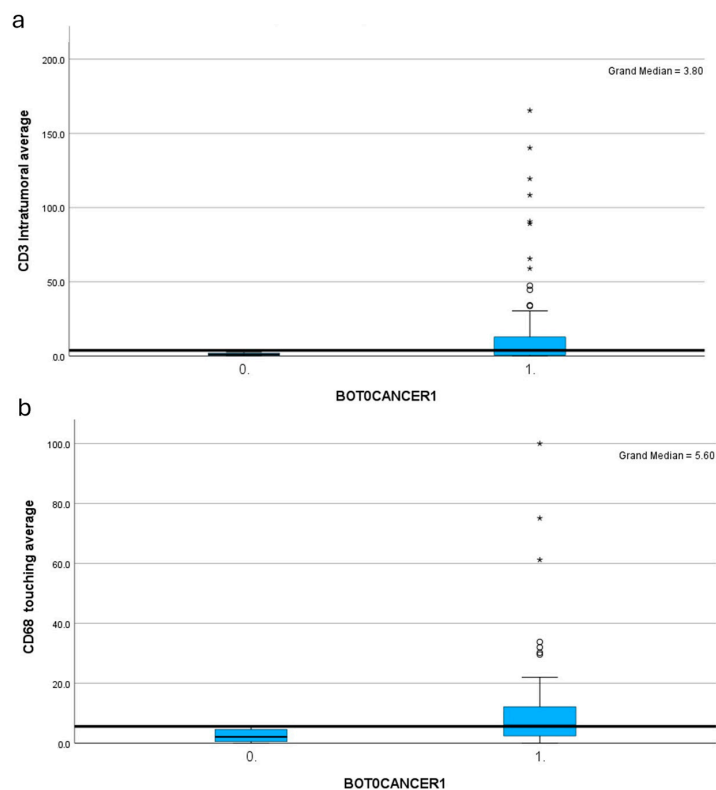 a
200.0
Grand Median = 3.80
150.0
100.0
50.0
0.0
CD3 Intratumoral average
0.
1.
BOT0CANCER1
b
100.0
Grand Median = 5.60
80.0
60.0
40.0
20.0
0.0
CD68 touching average
0.
1.
BOT0CANCER1